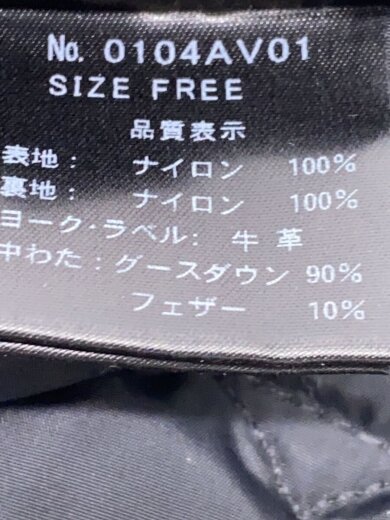 No. 0104AV01
SIZE FREE
品質表示
表地: ナイロン 100%
裏地: ナイロン 100%
ヨーク・ラベル: 牛革
中わた: グースダウン 90%
フェザー 10%